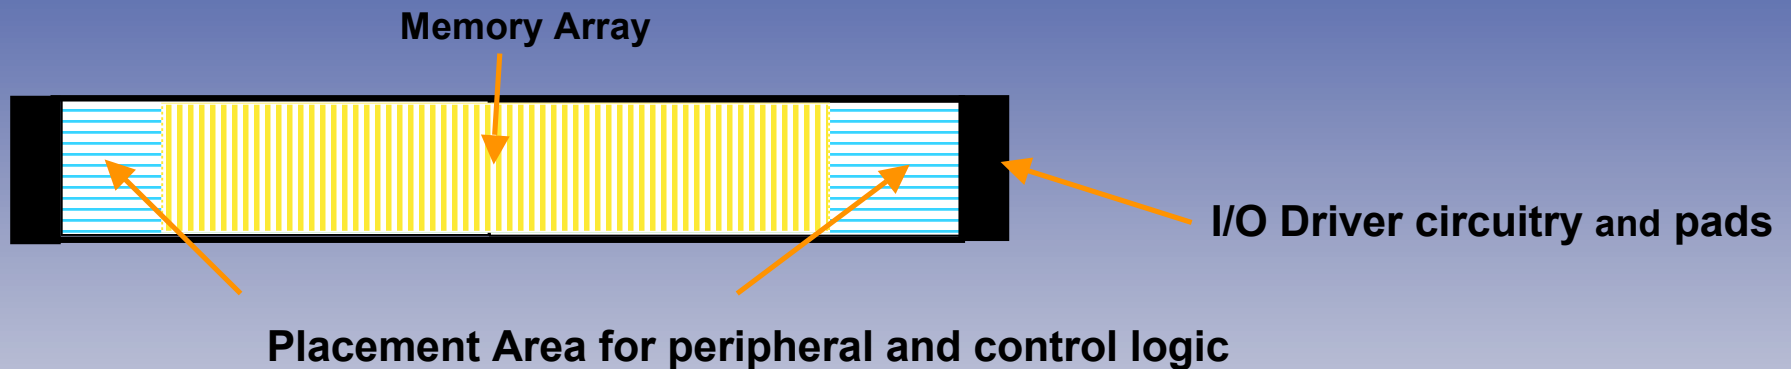 Memory Array
I/O Driver circuitry and pads
Placement Area for peripheral and control logic